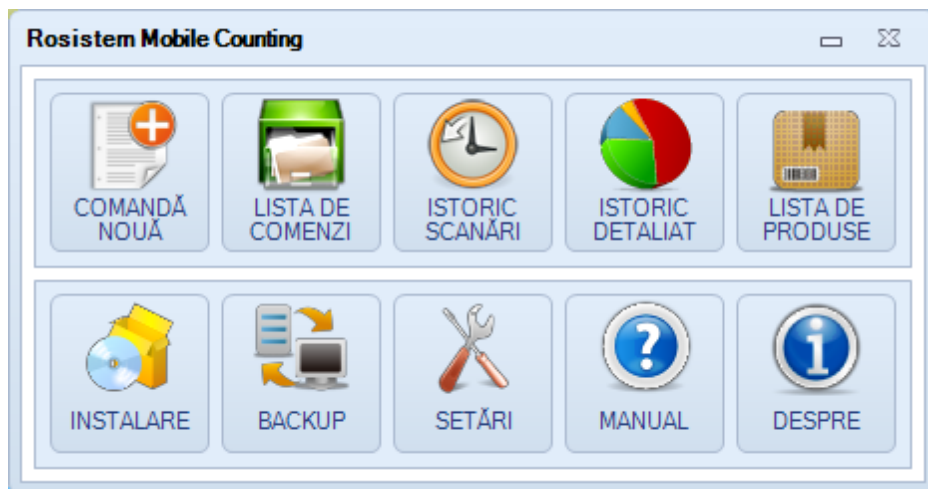 Rosistem Mobile Counting
COMANDĂ
NOUĂ
LISTA DE
COMENZI
ISTORIC
SCANĂRI
ISTORIC
DETALIAT
LISTA DE
PRODUSE
INSTALARE
BACKUP
SETĂRI
MANUAL
DESPRE